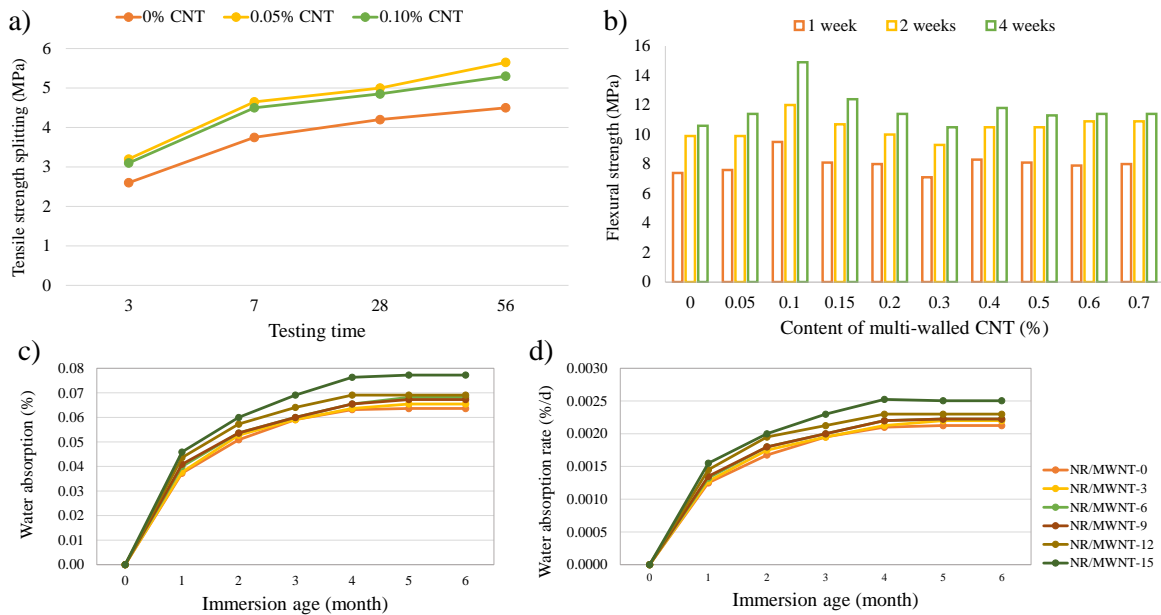 a)
0% CNT 0.05% CNT 0.10% CNT
Tensile strength splitting (MPa)
6
5
4
3
2
1
0
3 7 28 56
Testing time
b)
1 week 2 weeks 4 weeks
Flexural strength (MPa)
16
14
12
10
8
6
4
2
0
0 0.05 0.1 0.15 0.2 0.3 0.4 0.5 0.6 0.7
Content of multi-walled CNT (%)
c)
Water absorption (%)
0.08
0.07
0.06
0.05
0.04
0.03
0.02
0.01
0.00
0 1 2 3 4 5 6
Immersion age (month)
d)
Water absorption rate (%/d)
0.0030
0.0025
0.0020
0.0015
0.0010
0.0005
0.0000
0 1 2 3 4 5 6
Immersion age (month)
NR/MWNT-0
NR/MWNT-3
NR/MWNT-6
NR/MWNT-9
NR/MWNT-12
NR/MWNT-15